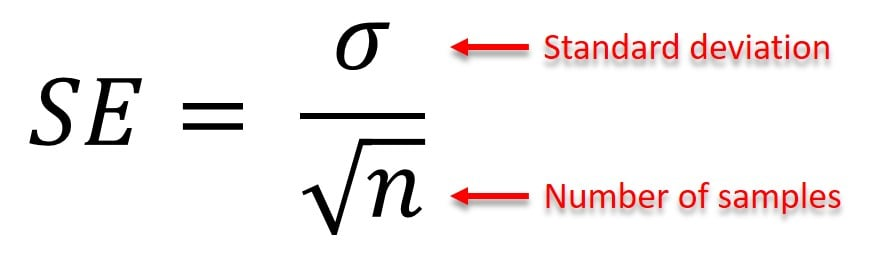 SE = σ / √n
Standard deviation
Number of samples